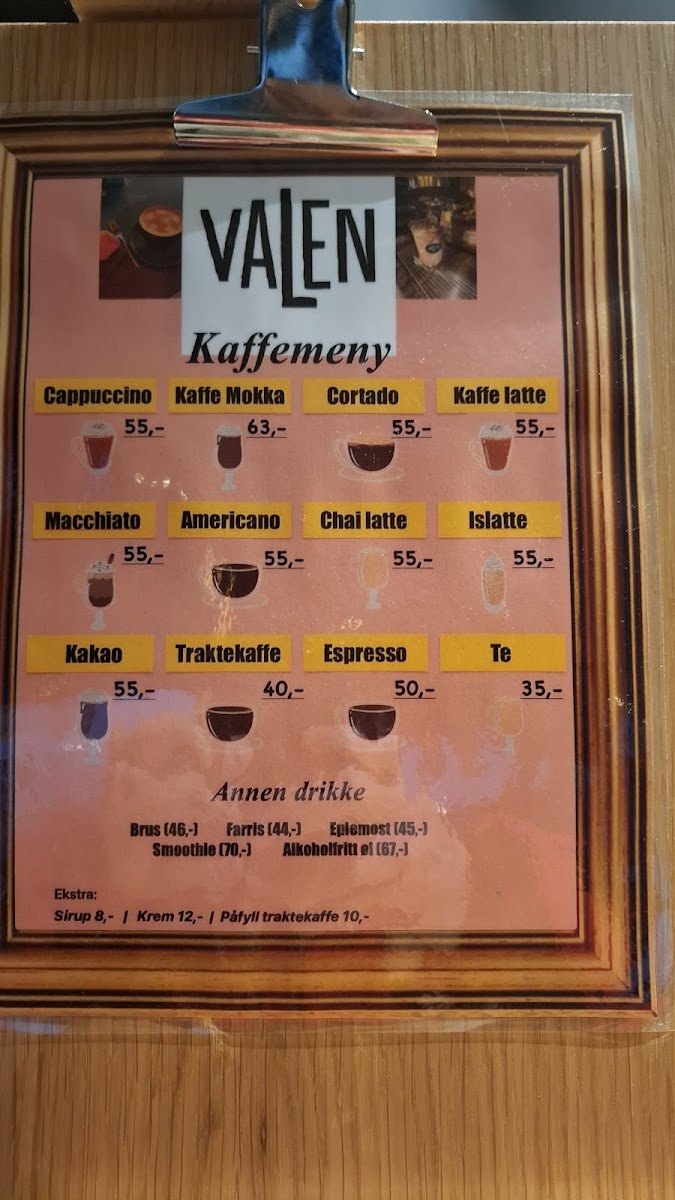 VALEN
Kaffemeny
Cappuccino Kaffe Mokka Cortado Kaffe latte
55,- 63,- 55,- 55,-
Macchiato Americano Chai latte Islatte
55,- 55,- 55,- 55,-
Kakao Traktekaffe Espresso Te
55,- 40,- 50,- 35,-
Annen drikke
Brus (46,-) Farris (44,-) Eplemost (45,-)
Smoothie (70,-) Alkoholfritt øl (67,-)
Ekstra:
Sirup 8,- | Krem 12,- | Påfyll traktekaffe 10,-